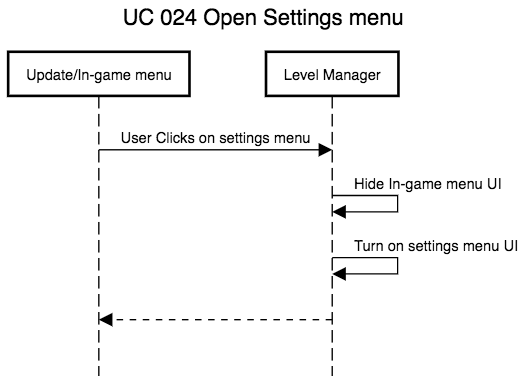 UC 024 Open Settings menu
Update/In-game menu
Level Manager
User Clicks on settings menu
Hide In-game menu UI
Turn on settings menu UI